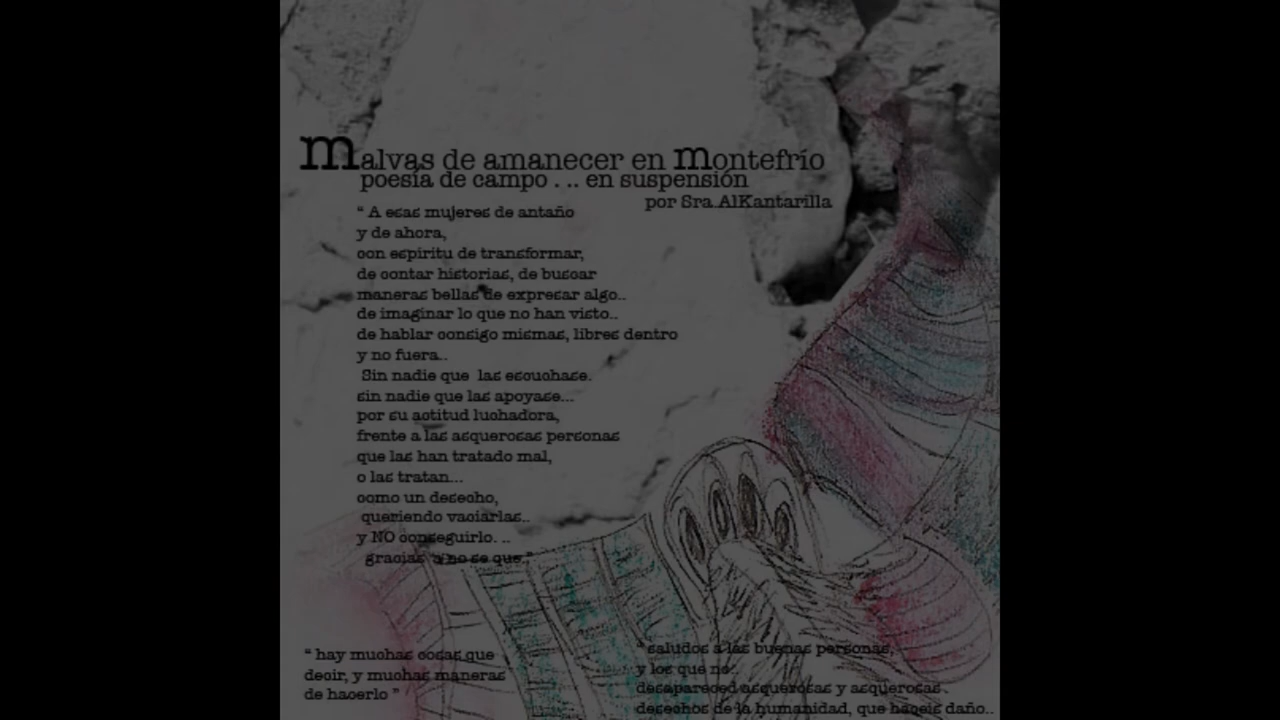 Malvas de amanecer en Montefrío
poesía de campo . .. en suspensión
por Sra.AlKantarilla
“ A esas mujeres de antaño
y de ahora,
con espíritu de transformar,
de contar historias, de buscar
maneras bellas de expresar algo..
de imaginar lo que no han visto..
de hablar consigo mismas, libres dentro
y no fuera..
Sin nadie que las escuchase.
sin nadie que las apoyase...
por su actitud luchadora,
frente a las asquerosas personas
que las han tratado mal,
o las tratan...
como un desecho,
queriendo vaciarlas..
y NO conseguirlo. ..
gracias a no se que “
“ hay muchas cosas que
decir, y muchas maneras
de hacerlo ”
“ saludos a las buenas personas,
y los que no..
desapareced asquerosas y asquerosas .
desechos de la humanidad, que haceis daño..